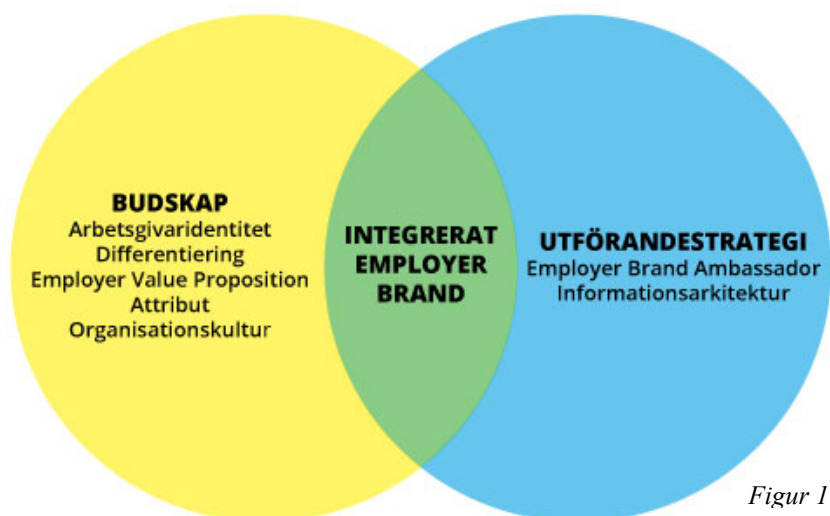 BUDSKAP
Arbetsgivaridentitet
Differentiering
Employer Value Proposition
Attribut
Organisationskultur
INTEGRERAT
EMPLOYER
BRAND
UTFÖRANDESTRATEGI
Employer Brand Ambassador
Informationsarkitektur
Figur 1